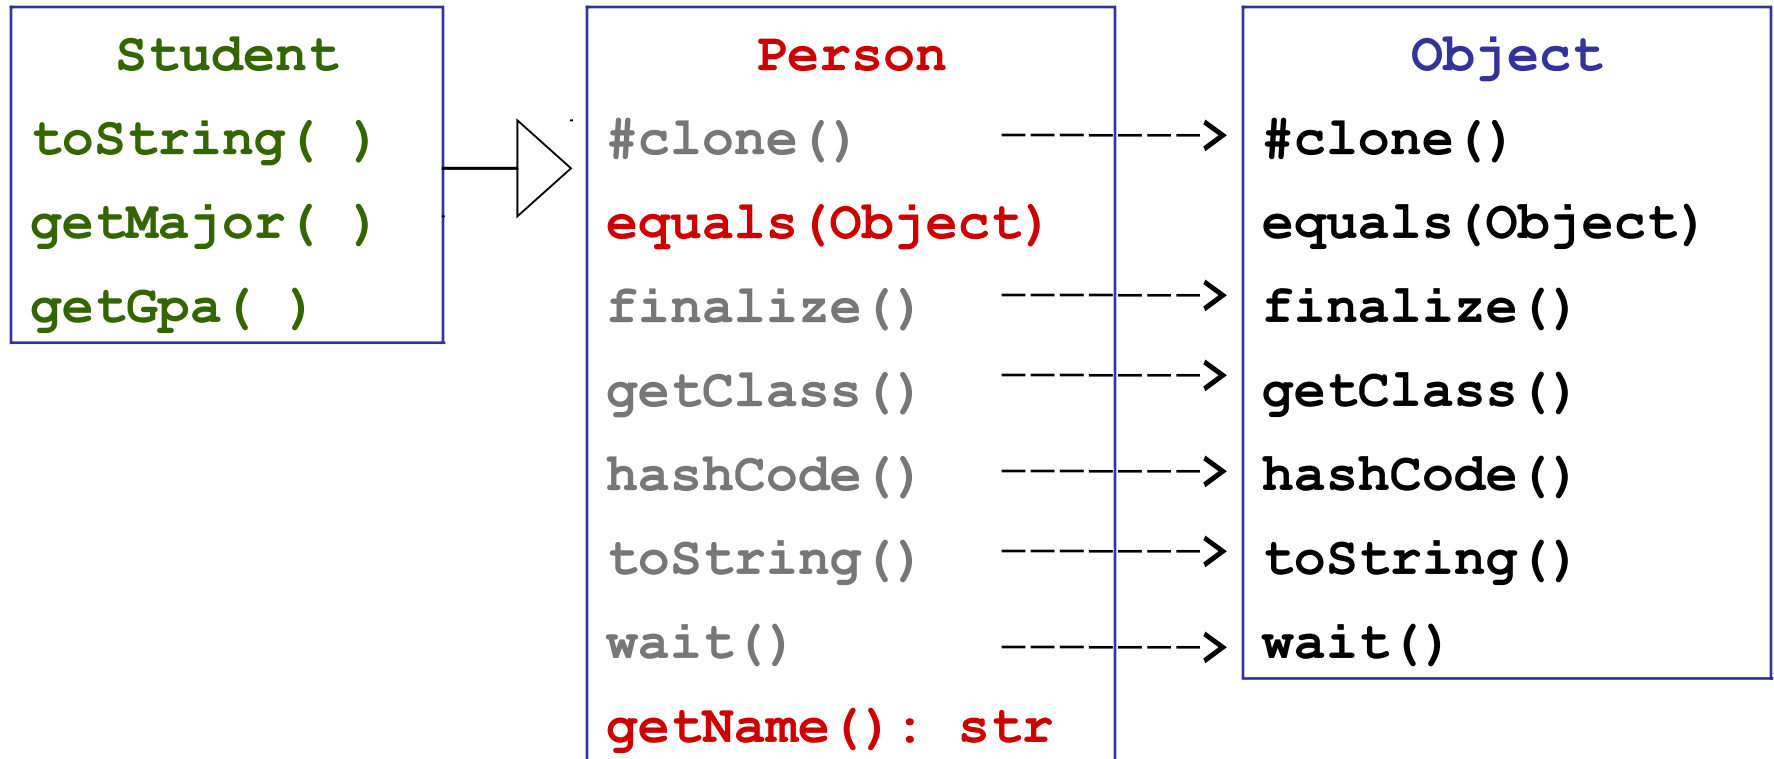 Student
toString( )
getMajor( )
getGpa( )
Person
#clone()
equals(Object)
finalize()
getClass()
hashCode()
toString()
wait()
getName(): str
Object
#clone()
equals(Object)
finalize()
getClass()
hashCode()
toString()
wait()